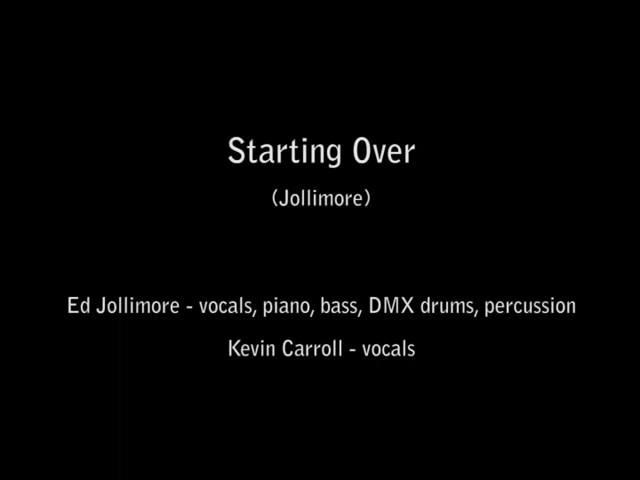 Starting Over
(Jollimore)
Ed Jollimore - vocals, piano, bass, DMX drums, percussion
Kevin Carroll - vocals